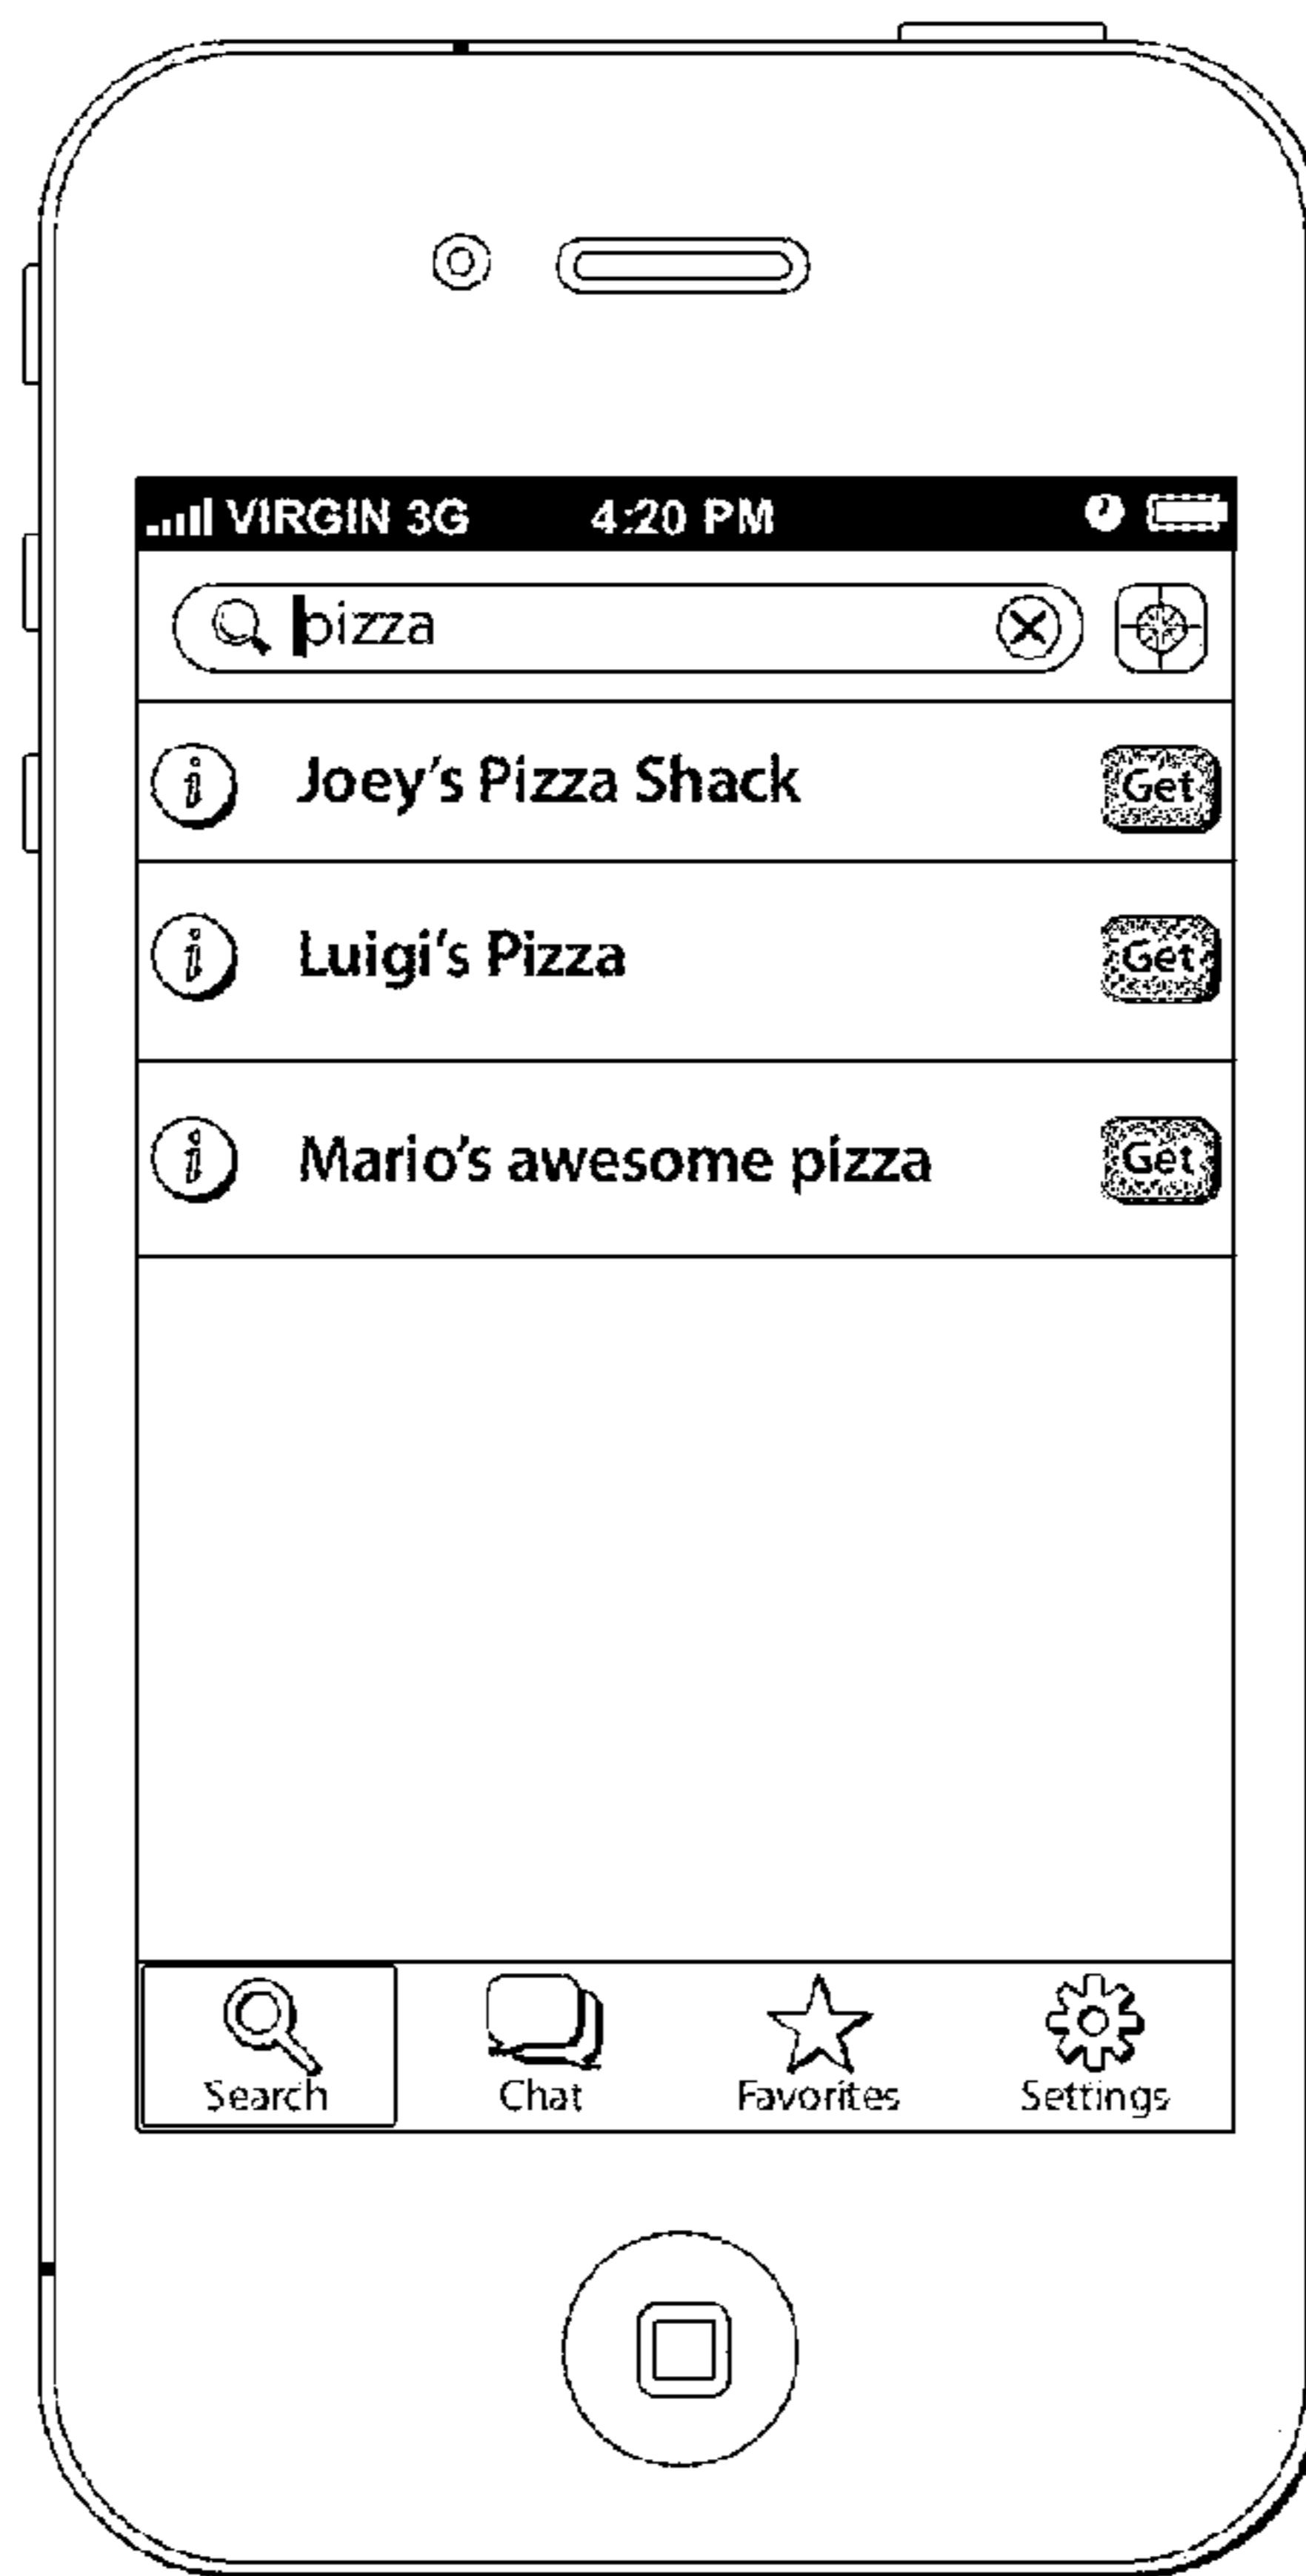 VIRGIN 3G 4:20 PM
pizza
i Joey's Pizza Shack Get
i Luigi's Pizza Get
i Mario's awesome pizza Get
Search Chat Favorites Settings